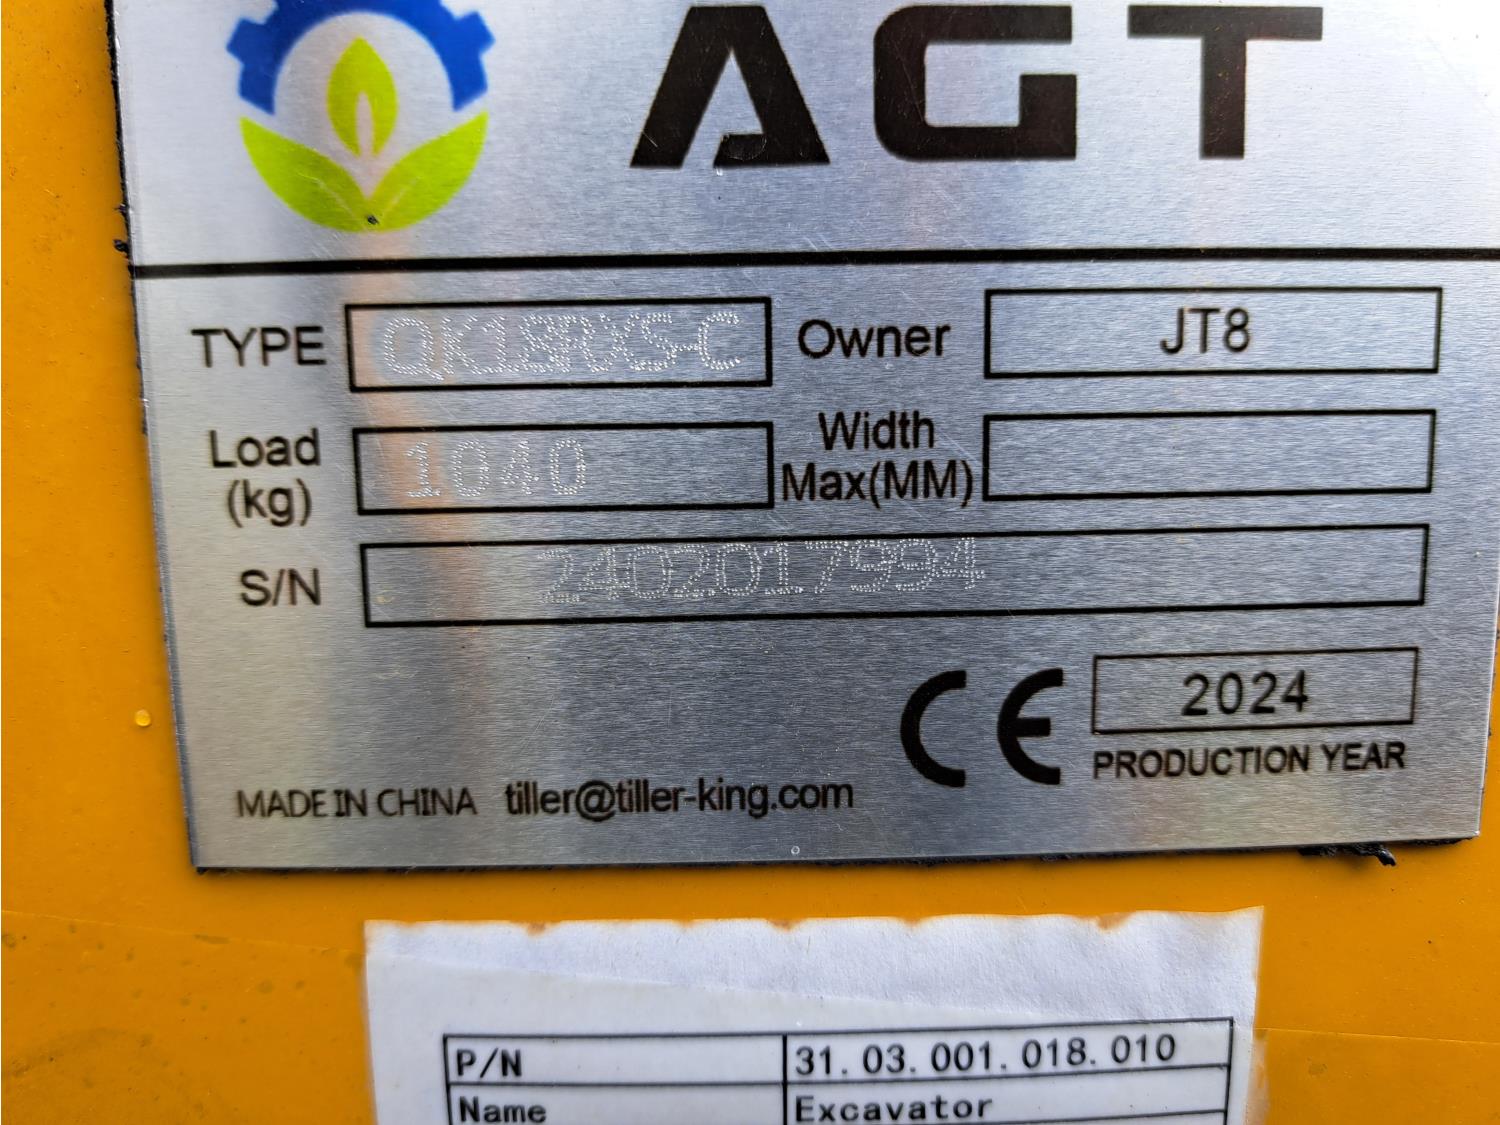 AGT
TYPE QK18RXS-C Owner JT8
Load (kg) 1040 Width Max(MM)
S/N 2402017994
CE 2024
PRODUCTION YEAR
MADE IN CHINA tiller@tiller-king.com
P/N 31.03.001.018.010
Name Excavator